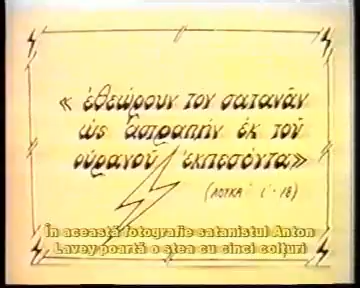 « ἐθεώρουν τον σατανᾶν
ὡς ἀστραπήν ἐκ τοῦ
οὐρανοῦ ἐκπεσόντα»
(ΛΟΥΚΑ΄ ι΄- 18)
În această fotografie satanistul Anton
Lavey poartă o stea cu cinci colțuri